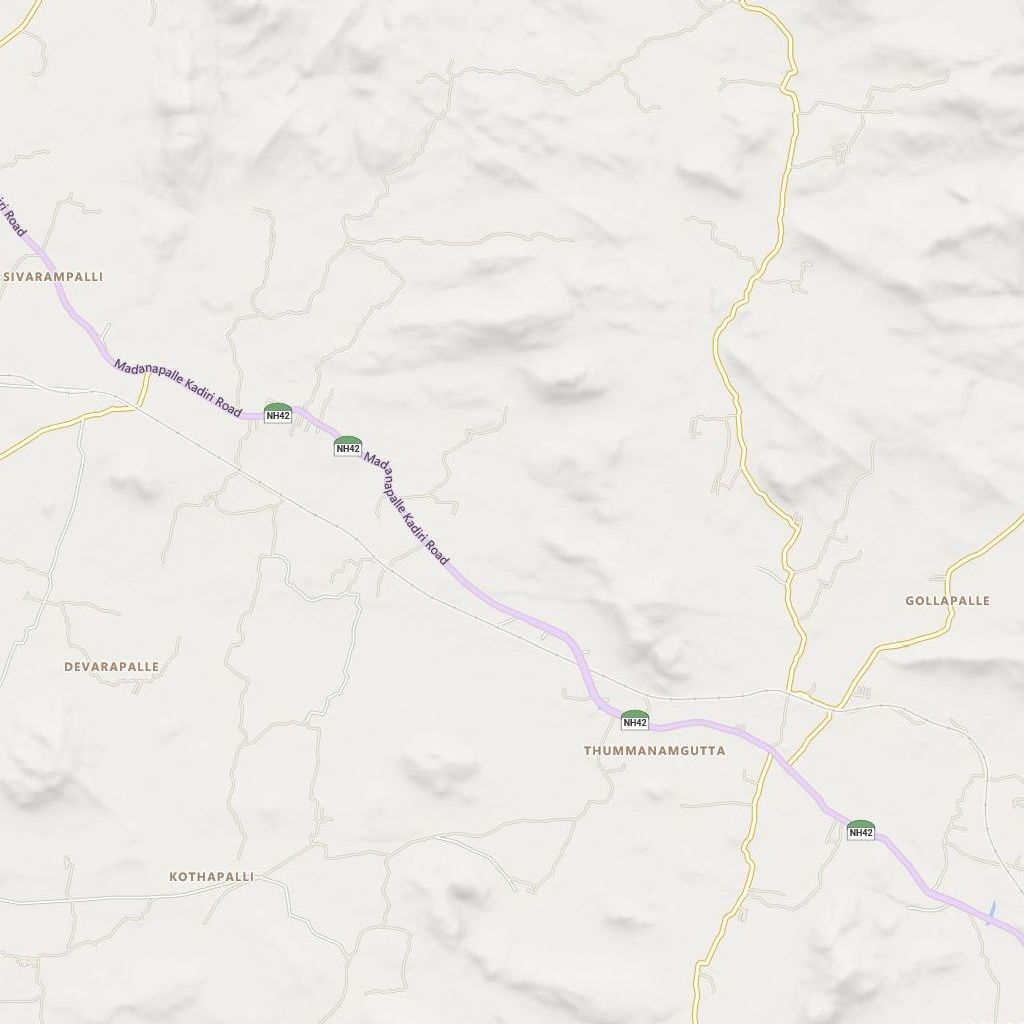 iri Road
SIVARAMPALLI
Madanapalle Kadiri Road
NH42
NH42
Madanapalle Kadiri Road
GOLLAPALLE
DEVARAPALLE
NH42
THUMMANAMGUTTA
NH42
KOTHAPALLI